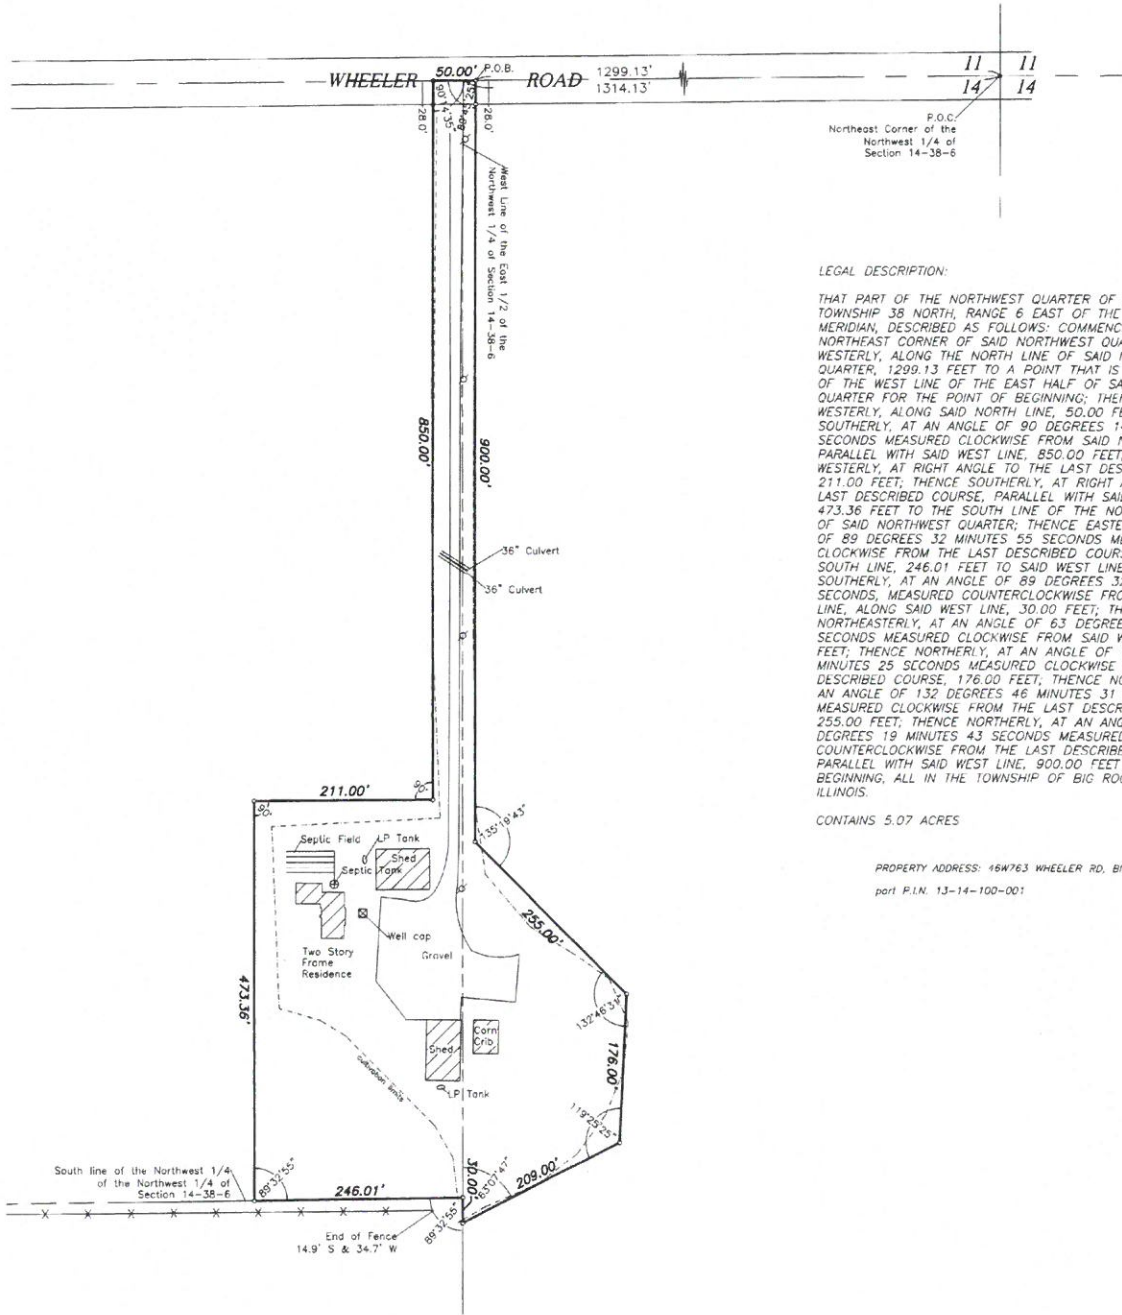 WHEELER
50.00'
P.O.B.
ROAD
1299.13'
1314.13'
11
11
14
14
P.O.C.
Northeast Corner of the
Northwest 1/4 of
Section 14-38-6
28.0'
90°14'35"
28.0'
West Line of the East 1/2 of the
Northwest 1/4 of Section 14-38-6
850.00'
900.00'
36" Culvert
36" Culvert
LEGAL DESCRIPTION:
THAT PART OF THE NORTHWEST QUARTER OF
TOWNSHIP 38 NORTH, RANGE 6 EAST OF THE
MERIDIAN, DESCRIBED AS FOLLOWS: COMMENC
NORTHEAST CORNER OF SAID NORTHWEST QUA
WESTERLY, ALONG THE NORTH LINE OF SAID
QUARTER, 1299.13 FEET TO A POINT THAT IS
OF THE WEST LINE OF THE EAST HALF OF SA
QUARTER FOR THE POINT OF BEGINNING; THE
WESTERLY, ALONG SAID NORTH LINE, 50.00 FE
SOUTHERLY, AT AN ANGLE OF 90 DEGREES 1
SECONDS MEASURED CLOCKWISE FROM SAID
PARALLEL WITH SAID WEST LINE, 850.00 FEET
WESTERLY, AT RIGHT ANGLE TO THE LAST DES
211.00 FEET; THENCE SOUTHERLY, AT RIGHT
LAST DESCRIBED COURSE, PARALLEL WITH SAI
473.36 FEET TO THE SOUTH LINE OF THE NO
OF SAID NORTHWEST QUARTER; THENCE EASTE
OF 89 DEGREES 32 MINUTES 55 SECONDS ME
CLOCKWISE FROM THE LAST DESCRIBED COUR
SOUTH LINE, 246.01 FEET TO SAID WEST LINE
SOUTHERLY, AT AN ANGLE OF 89 DEGREES 3
SECONDS, MEASURED COUNTERCLOCKWISE FRO
LINE, ALONG SAID WEST LINE, 30.00 FEET; TH
NORTHEASTERLY, AT AN ANGLE OF 63 DEGREE
SECONDS MEASURED CLOCKWISE FROM SAID
FEET; THENCE NORTHERLY, AT AN ANGLE OF
MINUTES 25 SECONDS MEASURED CLOCKWISE
DESCRIBED COURSE, 176.00 FEET; THENCE NO
AN ANGLE OF 132 DEGREES 46 MINUTES 31
MEASURED CLOCKWISE FROM THE LAST DESCR
255.00 FEET; THENCE NORTHERLY, AT AN ANG
DEGREES 19 MINUTES 43 SECONDS MEASURED
COUNTERCLOCKWISE FROM THE LAST DESCRIBE
PARALLEL WITH SAID WEST LINE, 900.00 FEET
BEGINNING, ALL IN THE TOWNSHIP OF BIG RO
ILLINOIS.
CONTAINS 5.07 ACRES
PROPERTY ADDRESS: 46W763 WHEELER RD, B
part P.I.N. 13-14-100-001
211.00'
90°
90°
135°19'43"
Septic Field
LP Tank
Shed
Septic Tank
Well cap
Gravel
Two Story
Frame
Residence
255.00'
473.36'
132°46'31"
Corn
Crib
Shed
176.00'
cultivation limits
LP Tank
119°25'25"
South line of the Northwest 1/4
of the Northwest 1/4 of
Section 14-38-6
89°32'55"
246.01'
30.00'
63°07'47"
209.00'
89°32'55"
End of Fence
14.9' S & 34.7' W